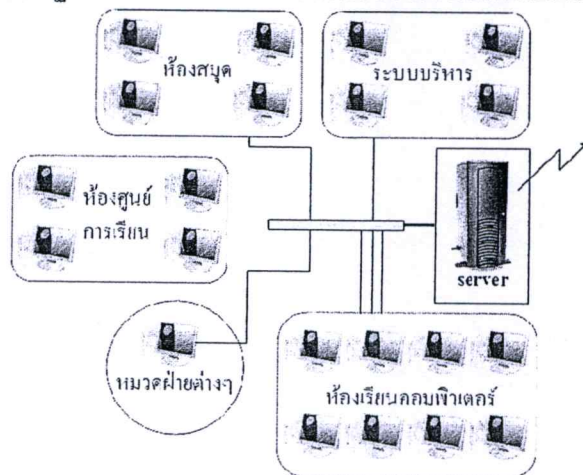 ห้องสมุด
ระบบบริหาร
ห้องศูนย์
การเรียน
server
หมวดฝ่ายต่างๆ
ห้องเรียนคอมพิวเตอร์